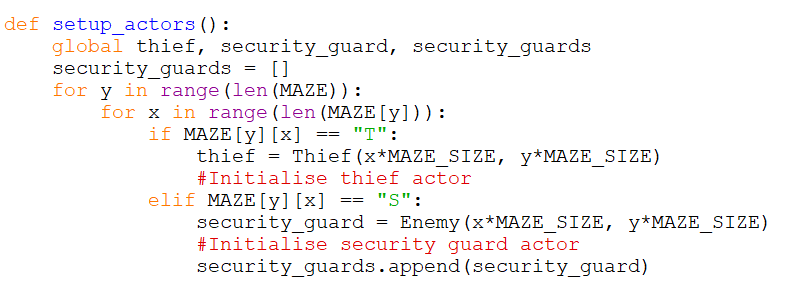 def setup_actors():
    global thief, security_guard, security_guards
    security_guards = []
    for y in range(len(MAZE)):
        for x in range(len(MAZE[y])):
            if MAZE[y][x] == "T":
                thief = Thief(x*MAZE_SIZE, y*MAZE_SIZE)
                #Initialise thief actor
            elif MAZE[y][x] == "S":
                security_guard = Enemy(x*MAZE_SIZE, y*MAZE_SIZE)
                #Initialise security guard actor
                security_guards.append(security_guard)